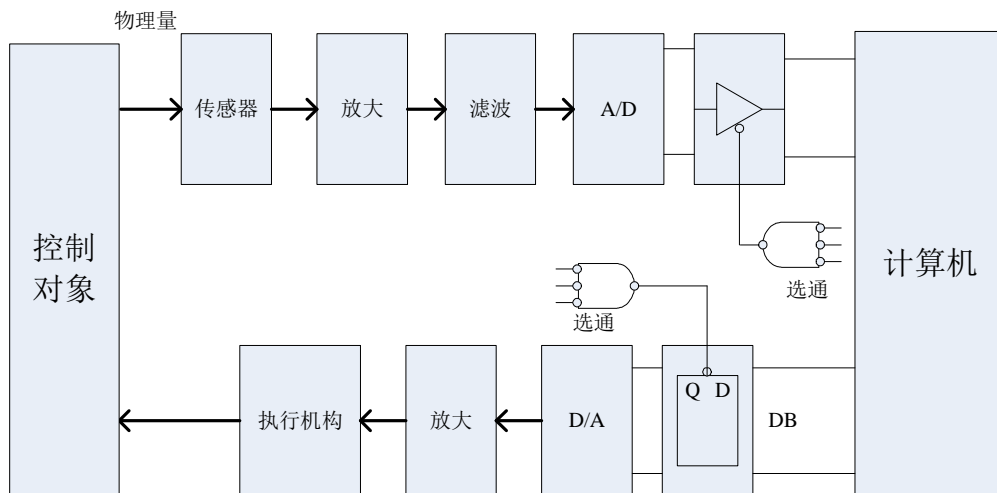 物理量
传感器
放大
滤波
A/D
控制
对象
计算机
选通
选通
Q D
DB
执行机构
放大
D/A